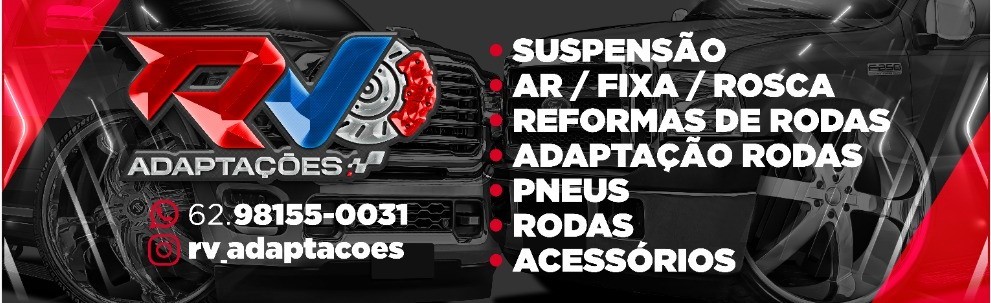 RV
ADAPTAÇÕES
62.98155-0031
rv_adaptacoes
• SUSPENSÃO
• AR / FIXA / ROSCA
• REFORMAS DE RODAS
• ADAPTAÇÃO RODAS
• PNEUS
• RODAS
• ACESSÓRIOS